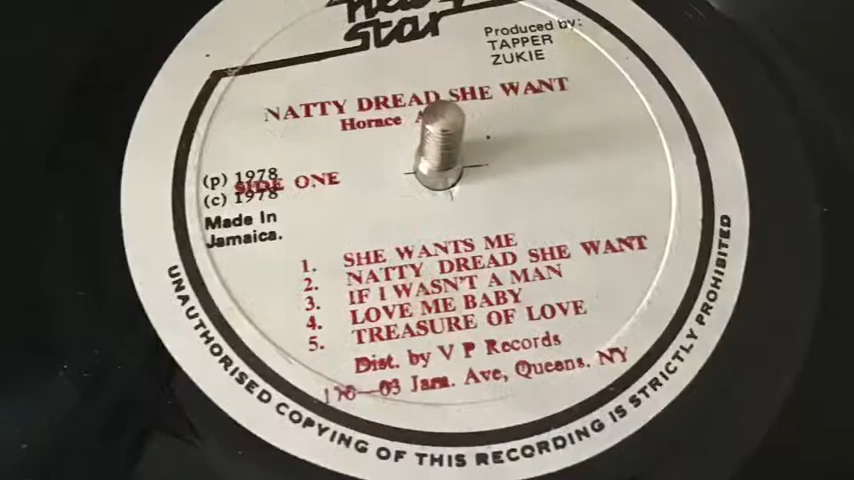 Star
Produced by:
TAPPER
ZUKIE
NATTY DREAD SHE WANT
Horace
(p) 1978
SIDE ONE
(c) 1978
Made In
Jamaica.
1. SHE WANTS ME
2. NATTY DREAD SHE WANT
3. IF I WASN'T A MAN
4. LOVE ME BABY
5. TREASURE OF LOVE
Dist. by V P Records
Jam. Ave, Queens. NY
UNAUTHORISED COPYING OF THIS RECORDING IS STRICTLY PROHIBITED